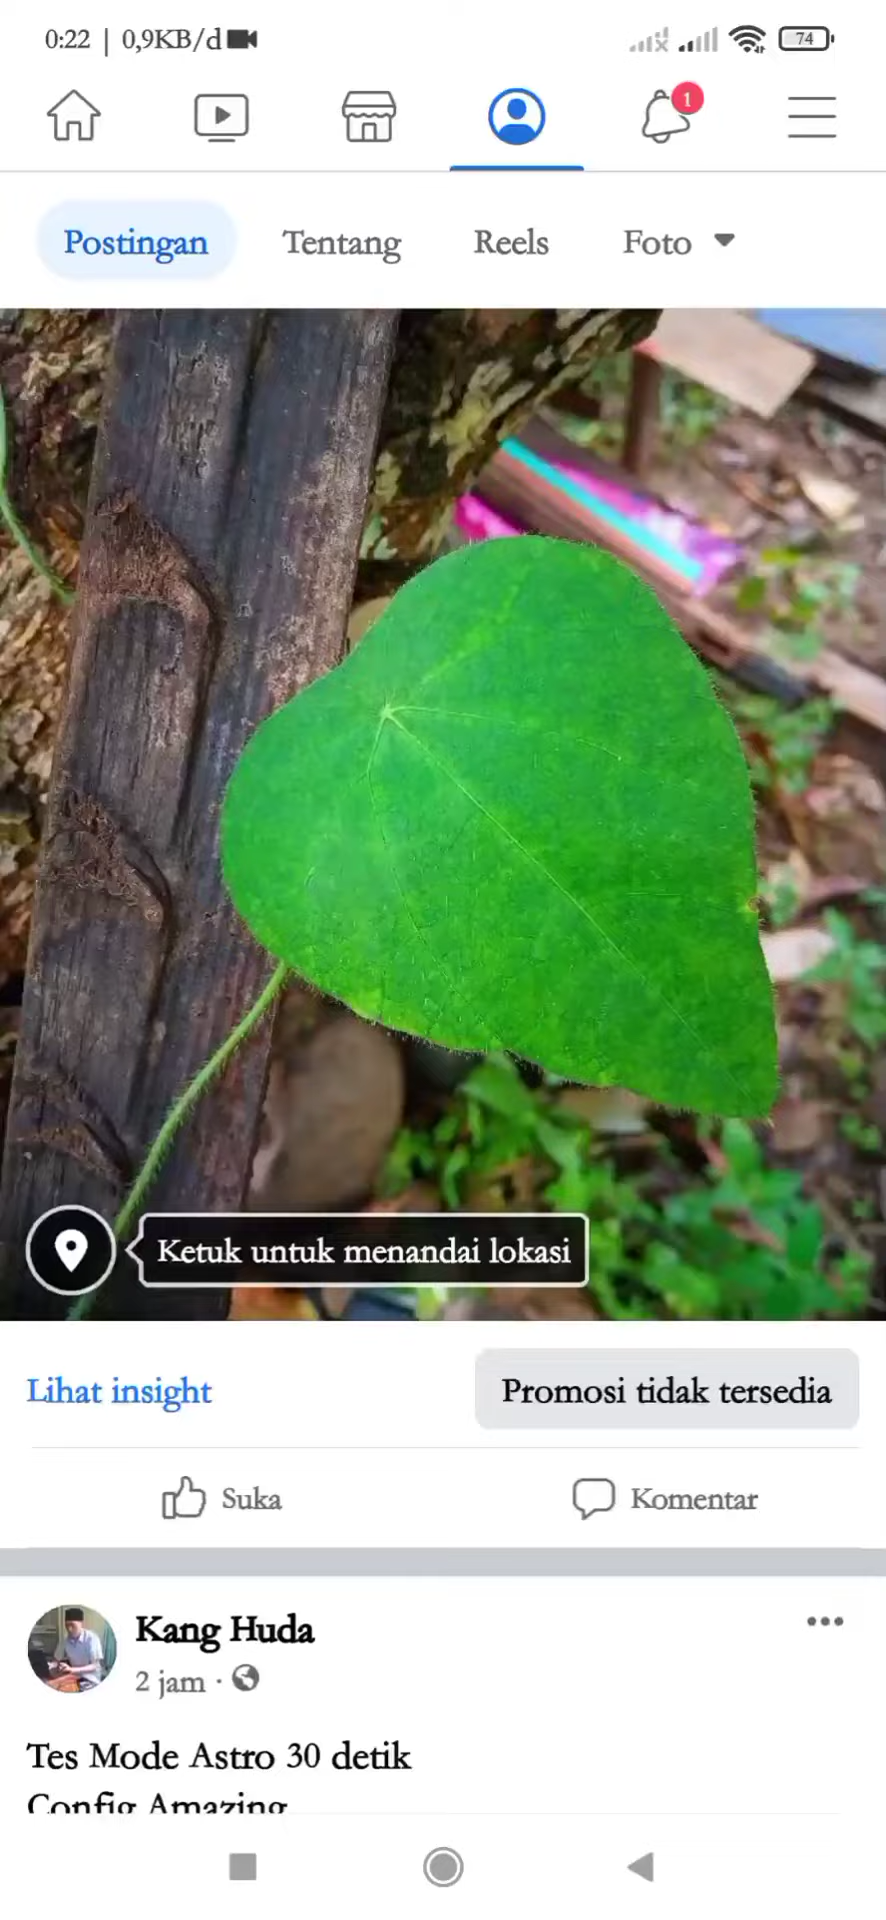 0:22 | 0,9KB/d
74
1
Postingan Tentang Reels Foto
Ketuk untuk menandai lokasi
Lihat insight Promosi tidak tersedia
Suka Komentar
Kang Huda
2 jam ·
Tes Mode Astro 30 detik
Config Amazing